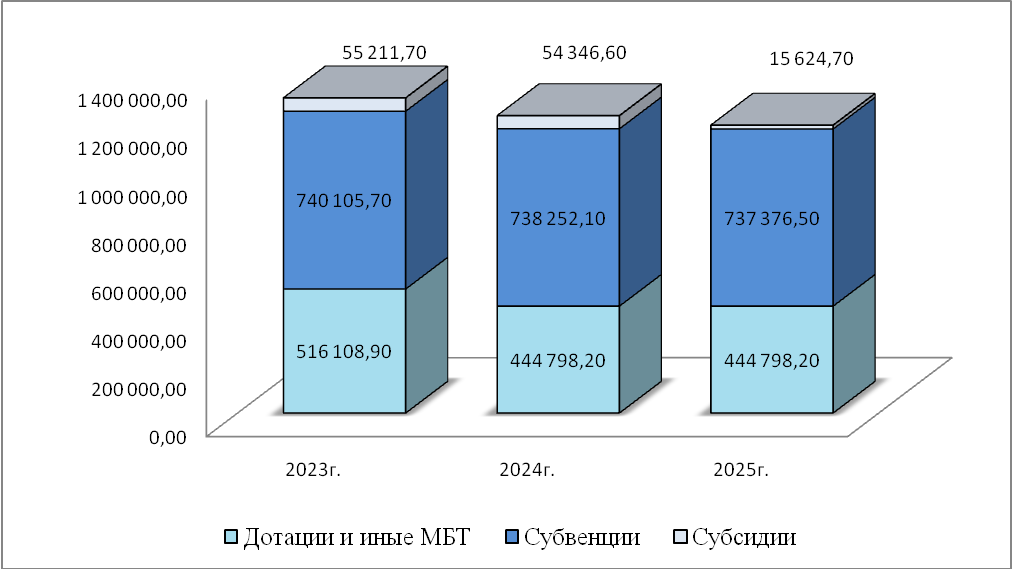 55 211,70
54 346,60
15 624,70
1 400 000,00
1 200 000,00
1 000 000,00
800 000,00
600 000,00
400 000,00
200 000,00
0,00
740 105,70
738 252,10
737 376,50
516 108,90
444 798,20
444 798,20
2023г.
2024г.
2025г.
Дотации и иные МБТ
Субвенции
Субсидии